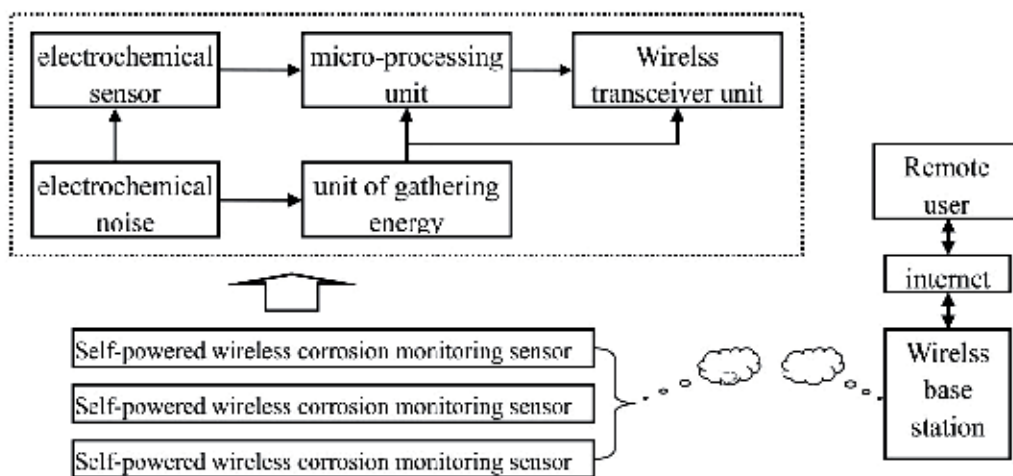 electrochemical
sensor
micro-processing
unit
Wirelss
transceiver unit
electrochemical
noise
unit of gathering
energy
Remote
user
internet
Self-powered wireless corrosion monitoring sensor
Self-powered wireless corrosion monitoring sensor
Self-powered wireless corrosion monitoring sensor
Wirelss
base
station